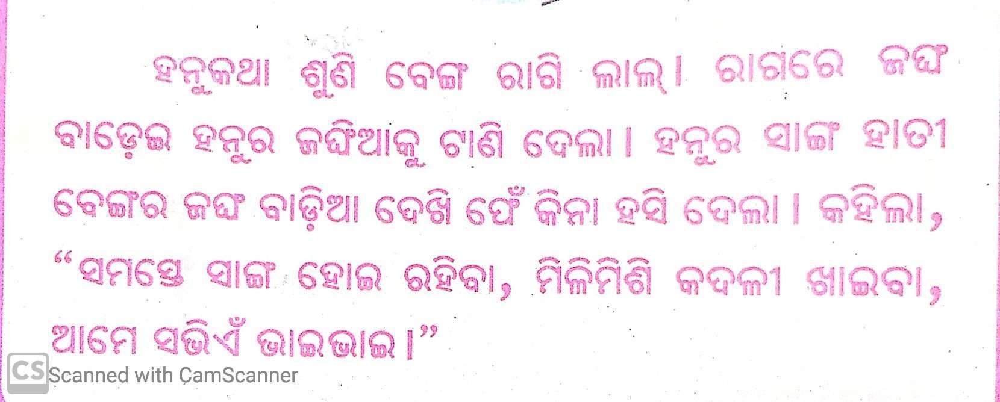 ହନୁକଥା ଶୁଣି ବେଙ୍ଗ ରାଗି ଲାଲ୍। ରାଗରେ ଜଙ୍ଘ
ବାଡ଼େଇ ହନୁର ଜଙ୍ଘିଆକୁ ଟାଣି ଦେଲା। ହନୁର ସାଙ୍ଗ ହାତୀ
ବେଙ୍ଗର ଜଙ୍ଘ ବାଡ଼ିଆ ଦେଖି ଫେଁ କିନା ହସି ଦେଲା। କହିଲା,
“ସମସ୍ତେ ସାଙ୍ଗ ହୋଇ ରହିବା, ମିଳିମିଶି କଦଳୀ ଖାଇବା,
ଆମେ ସଭିଏଁ ଭାଇଭାଇ।”
CS Scanned with CamScanner